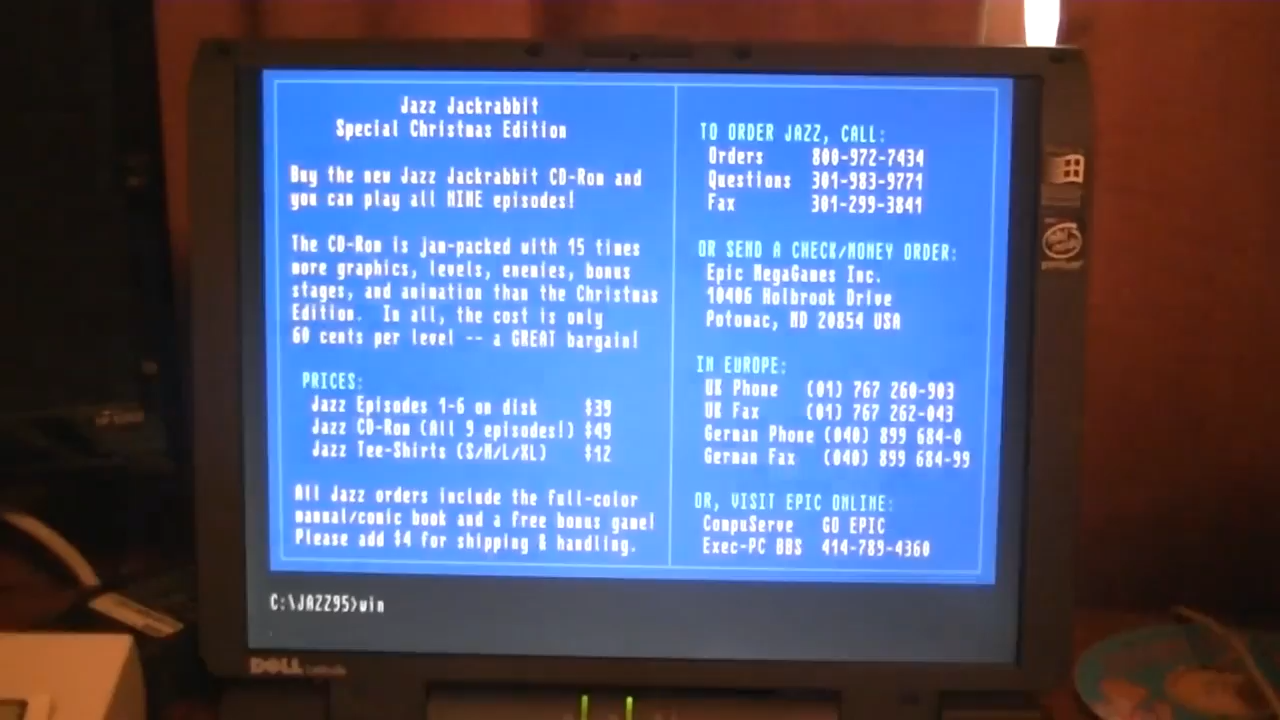 Jazz Jackrabbit
Special Christmas Edition
Buy the new Jazz Jackrabbit CD-Rom and
you can play all NINE episodes!
The CD-Rom is jam-packed with 15 times
more graphics, levels, enemies, bonus
stages, and animation than the Christmas
Edition. In all, the cost is only
60 cents per level -- a GREAT bargain!
PRICES:
Jazz Episodes 1-6 on disk $39
Jazz CD-Rom (All 9 episodes!) $49
Jazz Tee-Shirts (S/M/L/XL) $12
All Jazz orders include the full-color
manual/comic book and a free bonus game!
Please add $4 for shipping & handling.
TO ORDER JAZZ, CALL:
Orders 800-972-7434
Questions 301-983-9771
Fax 301-299-3841
OR SEND A CHECK/MONEY ORDER:
Epic MegaGames Inc.
10406 Holbrook Drive
Potomac, MD 20854 USA
IN EUROPE:
UK Phone (01) 767 260-903
UK Fax (01) 767 262-043
German Phone (040) 899 684-0
German Fax (040) 899 684-99
OR, VISIT EPIC ONLINE:
CompuServe GO EPIC
Exec-PC BBS 414-789-4360
C:\JAZZ95>win
DELL Latitude